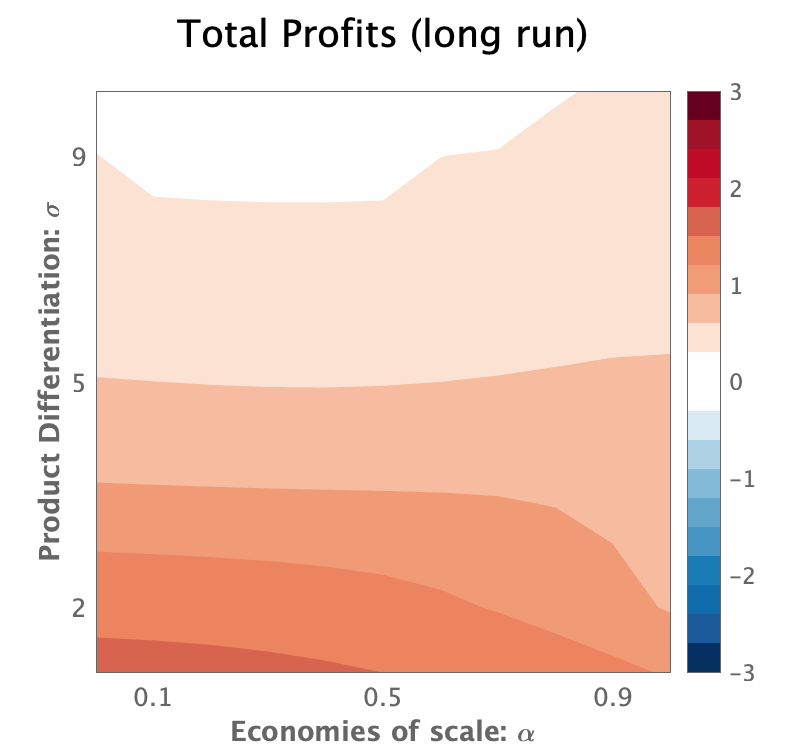 Total Profits (long run)
3
9
2
1
Product Differentiation: σ
5
0
−1
−2
2
−3
0.1 0.5 0.9
Economies of scale: α